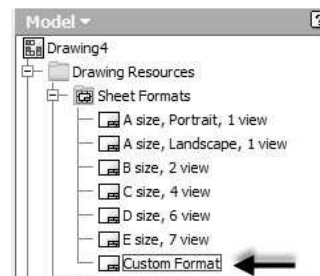 Model
?
Drawing4
Drawing Resources
Sheet Formats
A size, Portrait, 1 view
A size, Landscape, 1 view
B size, 2 view
C size, 4 view
D size, 6 view
E size, 7 view
Custom Format